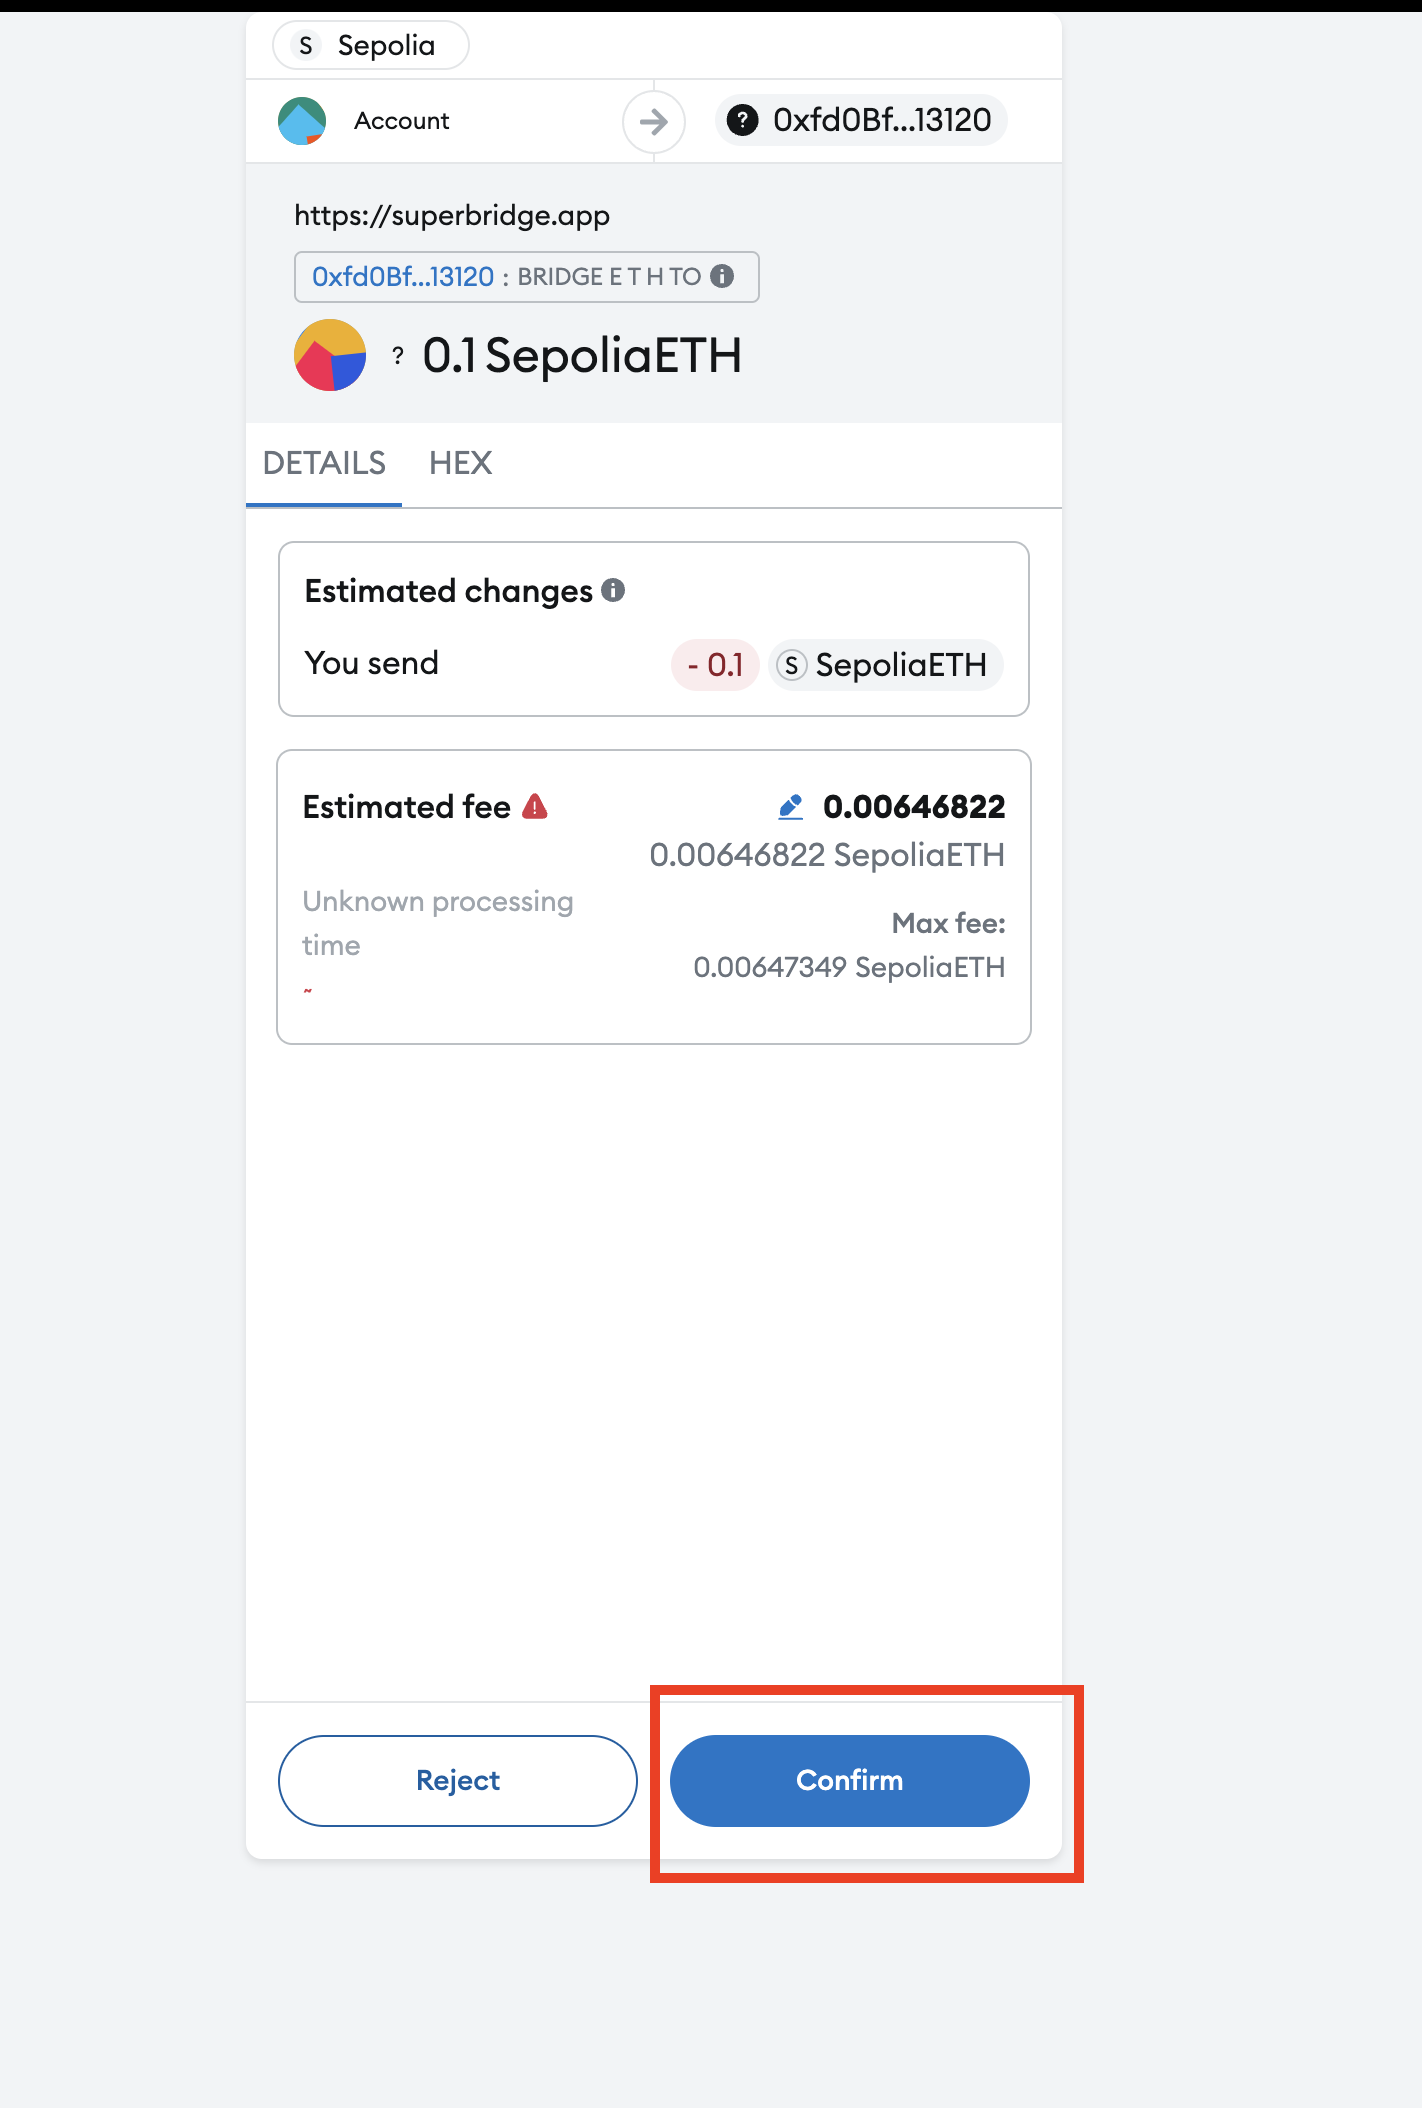 S Sepolia
Account
? 0xfd0Bf...13120
https://superbridge.app
0xfd0Bf...13120 : BRIDGE E T H TO i
? 0.1 SepoliaETH
DETAILS HEX
Estimated changes i
You send - 0.1 S SepoliaETH
Estimated fee ! 0.00646822
0.00646822 SepoliaETH
Unknown processing
time
Max fee:
0.00647349 SepoliaETH
~
Reject Confirm